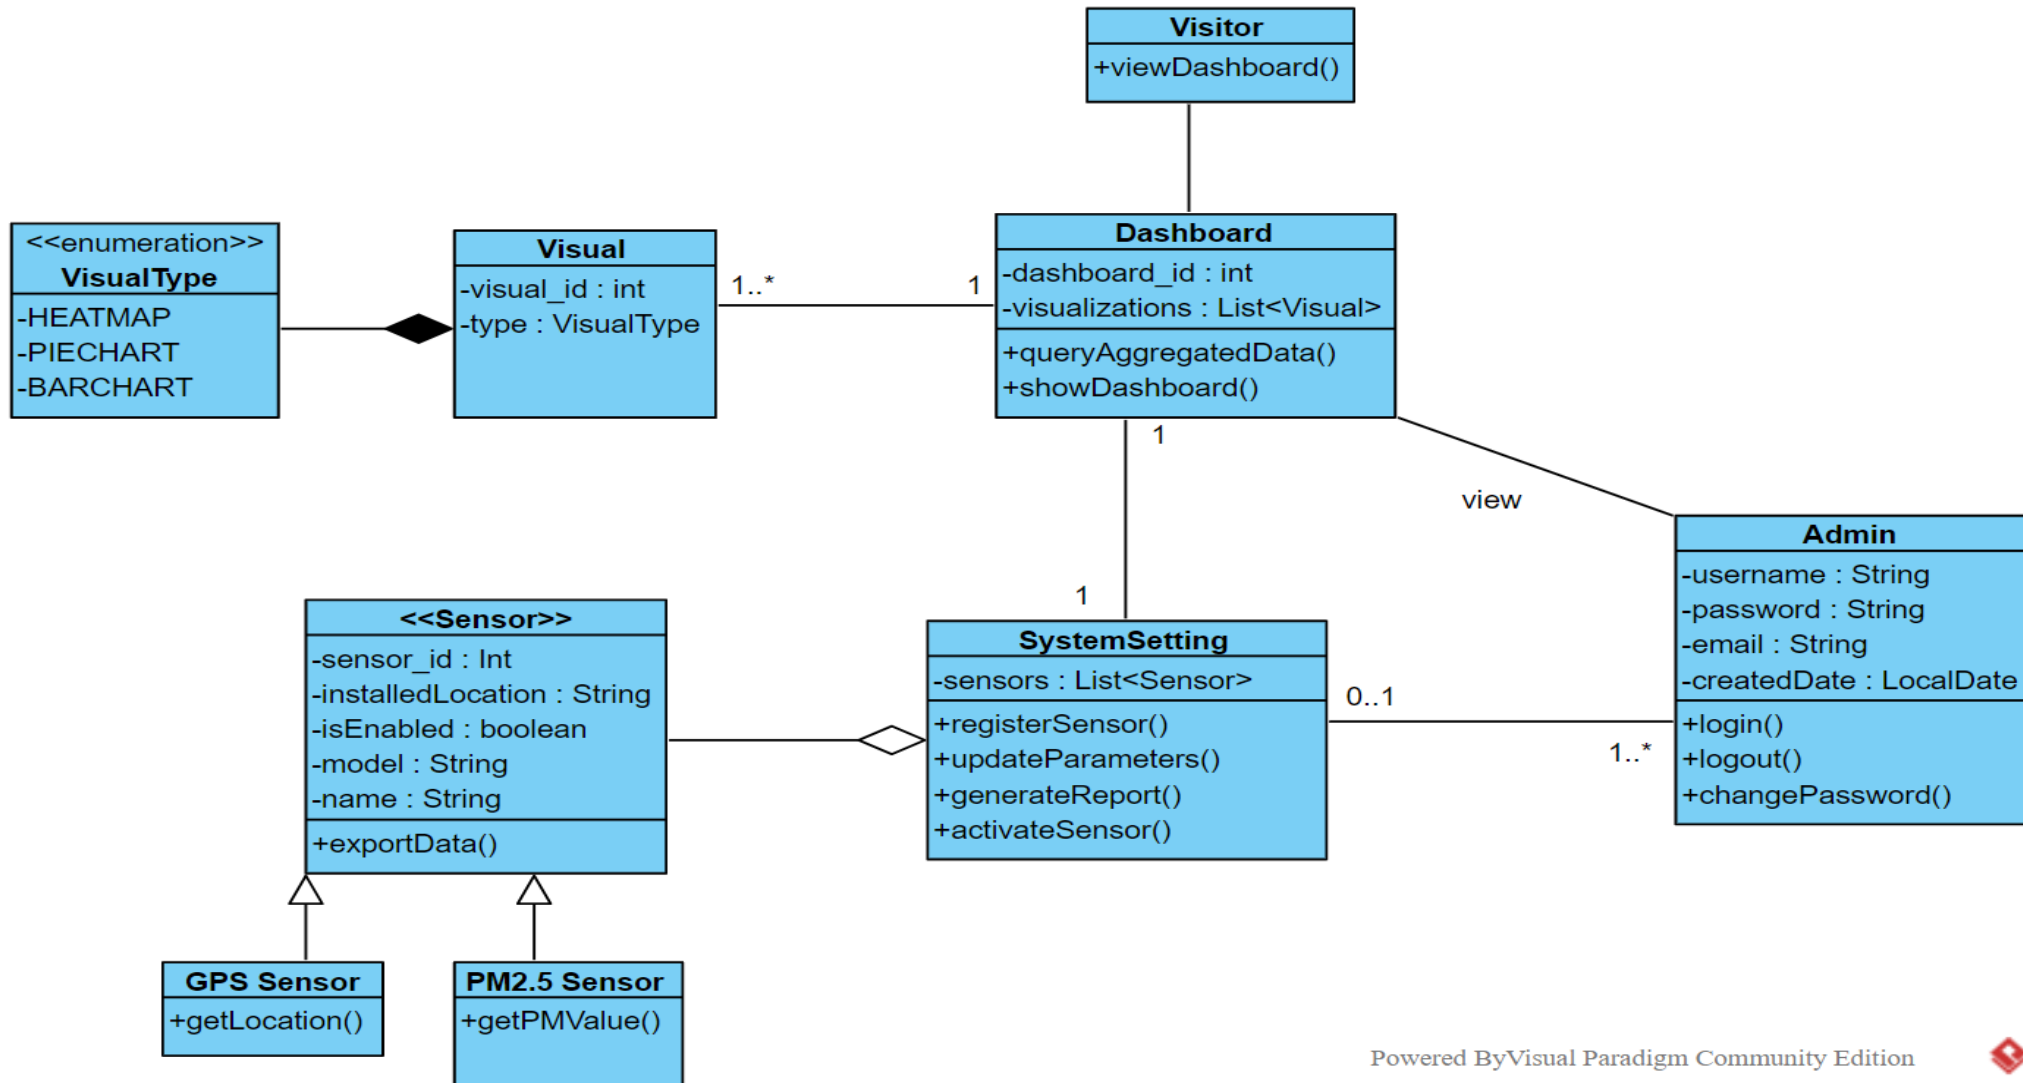 Visitor
+viewDashboard()
<<enumeration>>
VisualType
-HEATMAP
-PIECHART
-BARCHART
Visual
-visual_id : int
-type : VisualType
1..*
1
Dashboard
-dashboard_id : int
-visualizations : List<Visual>
+queryAggregatedData()
+showDashboard()
1
view
1
Admin
-username : String
-password : String
-email : String
-createdDate : LocalDate
+login()
+logout()
+changePassword()
<<Sensor>>
-sensor_id : Int
-installedLocation : String
-isEnabled : boolean
-model : String
-name : String
+exportData()
SystemSetting
-sensors : List<Sensor>
+registerSensor()
+updateParameters()
+generateReport()
+activateSensor()
0..1
1..*
GPS Sensor
+getLocation()
PM2.5 Sensor
+getPMValue()
Powered ByVisual Paradigm Community Edition